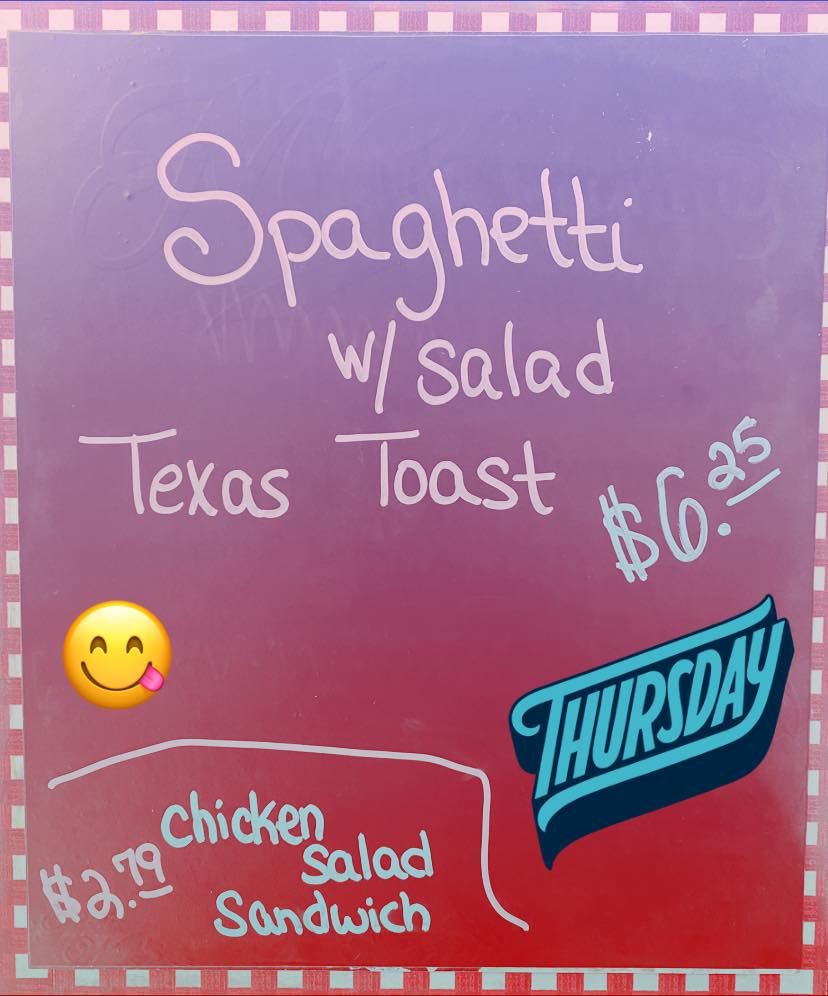 Spaghetti
w/ salad
Texas Toast
$6.25
THURSDAY
Chicken
Salad
Sandwich
$2.79